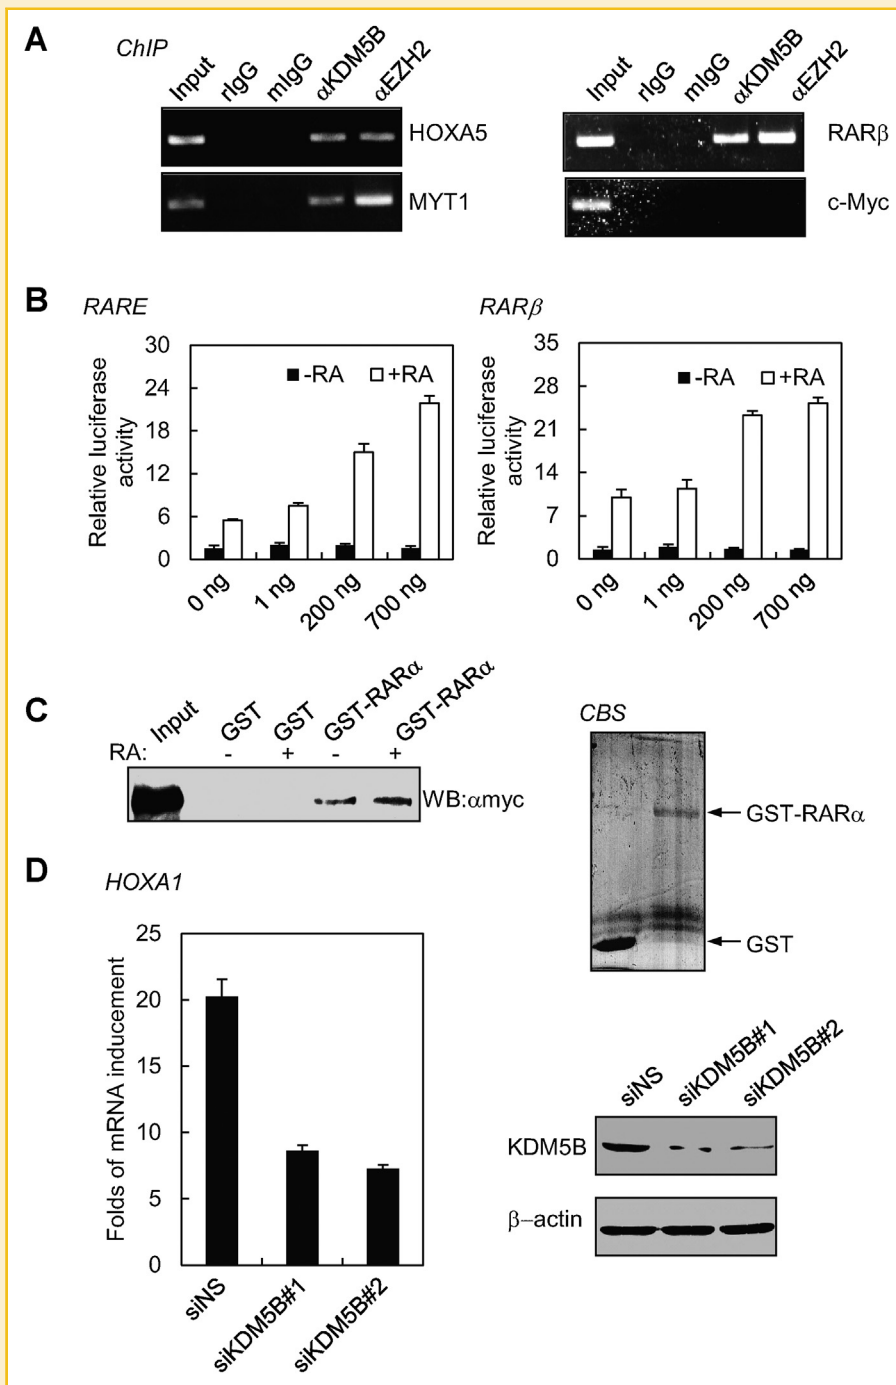 A
ChIP
Input rIgG mIgG αKDM5B αEZH2
HOXA5
MYT1
Input rIgG mIgG αKDM5B αEZH2
RARβ
c-Myc
B
RARE
Relative luciferase
activity
30
24
18
12
6
0
-RA +RA
0 ng 1 ng 200 ng 700 ng
RARβ
Relative luciferase
activity
35
28
21
14
7
0
-RA +RA
0 ng 1 ng 200 ng 700 ng
C
Input GST GST GST-RARα GST-RARα
RA: - + - +
WB:αmyc
CBS
GST-RARα
GST
D
HOXA1
Folds of mRNA inducement
25
20
15
10
5
0
siNS siKDM5B#1 siKDM5B#2
siNS siKDM5B#1 siKDM5B#2
KDM5B
β–actin